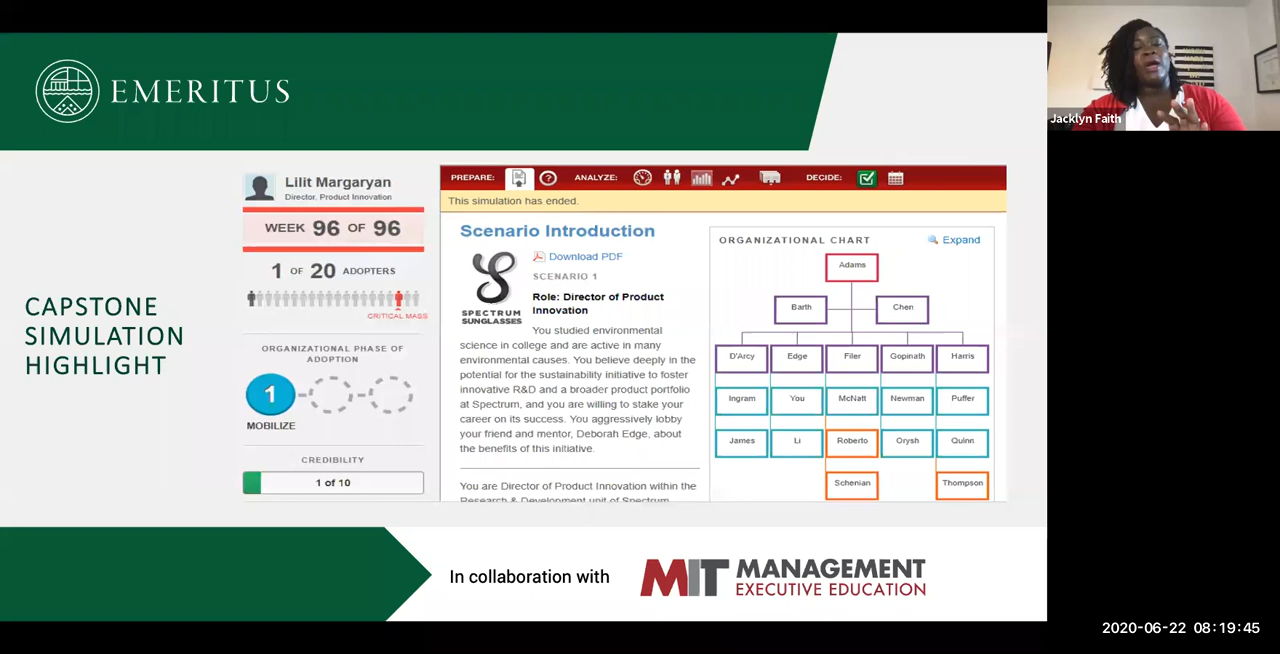 EMERITUS
Jacklyn Faith
CAPSTONE
SIMULATION
HIGHLIGHT
Lilit Margaryan
Director, Product Innovation
WEEK 96 OF 96
1 OF 20 ADOPTERS
CRITICAL MASS
ORGANIZATIONAL PHASE OF
ADOPTION
1
MOBILIZE
CREDIBILITY
1 of 10
PREPARE: ? ANALYZE: DECIDE:
This simulation has ended.
Scenario Introduction
SPECTRUM
SUNGLASSES
Download PDF
SCENARIO 1
Role: Director of Product
Innovation
You studied environmental
science in college and are active in many
environmental causes. You believe deeply in the
potential for the sustainability initiative to foster
innovative R&D and a broader product portfolio
at Spectrum, and you are willing to stake your
career on its success. You aggressively lobby
your friend and mentor, Deborah Edge, about
the benefits of this initiative.
You are Director of Product Innovation within the
Research & Development unit of Spectrum
ORGANIZATIONAL CHART
Expand
Adams
Barth Chen
D'Arcy Edge Filer Gopinath Harris
Ingram You McNatt Newman Puffer
James Li Roberto Orysh Quinn
Schenian Thompson
In collaboration with
MIT MANAGEMENT
EXECUTIVE EDUCATION
2020-06-22 08:19:45